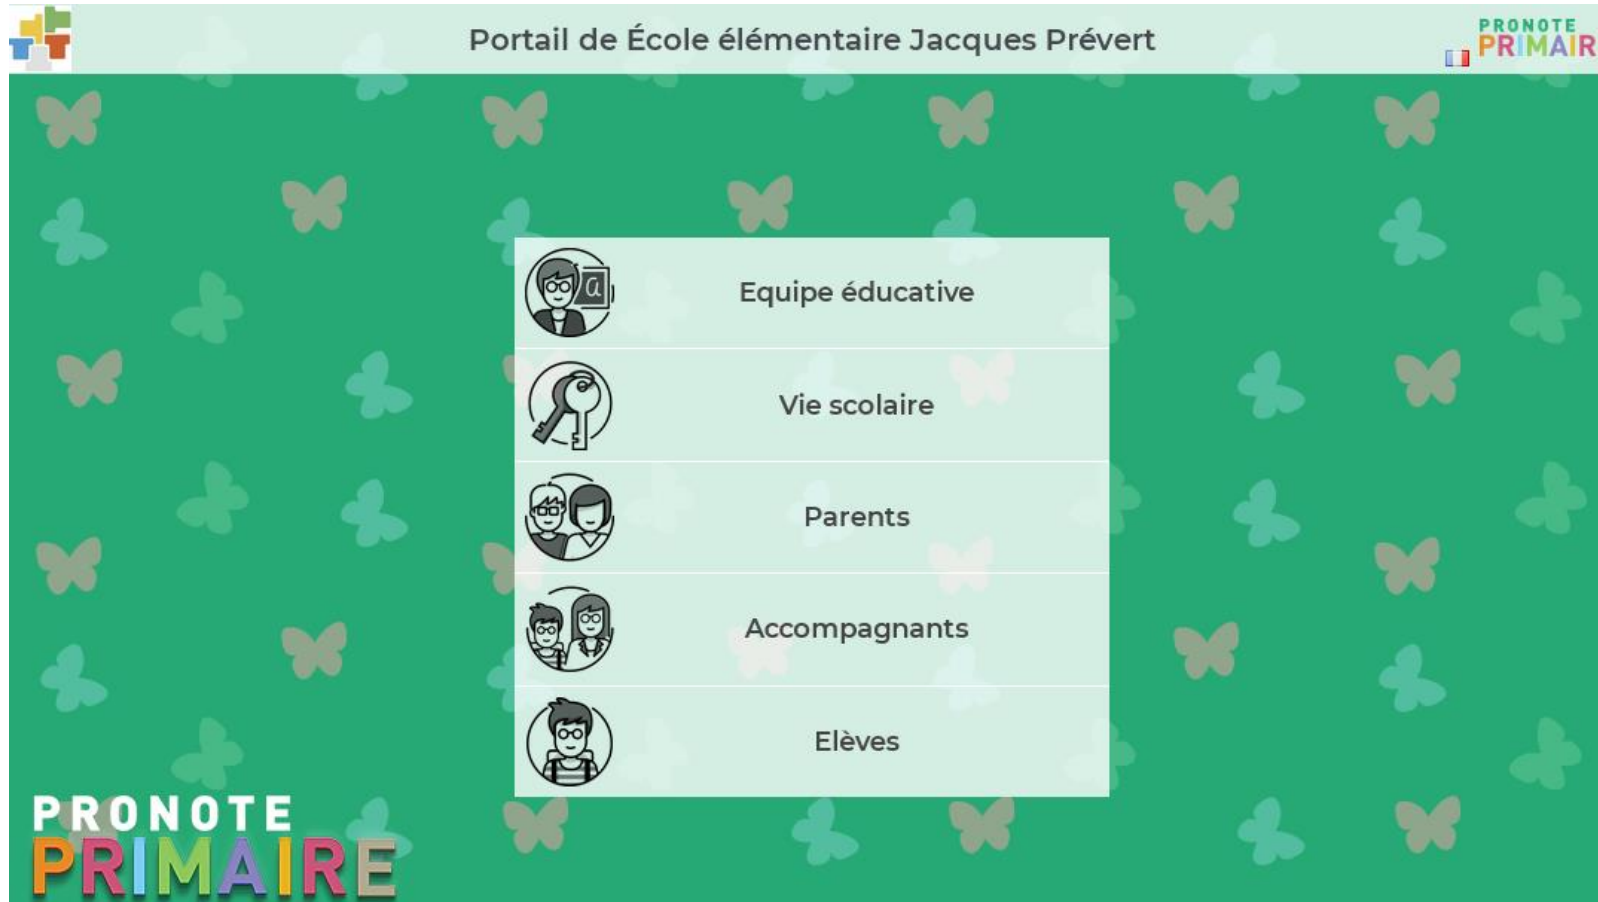 Portail de École élémentaire Jacques Prévert
PRONOTE
PRIMAIR
Equipe éducative
a
Vie scolaire
Parents
Accompagnants
Elèves
PRONOTE
PRIMAIRE